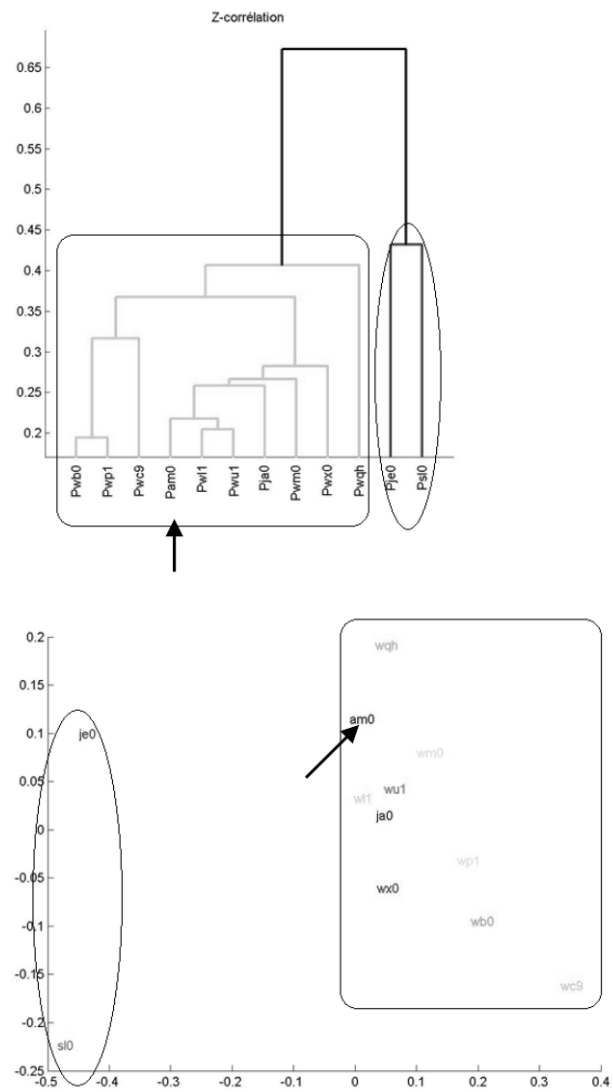 Z-corrélation
0.65
0.6
0.55
0.5
0.45
0.4
0.35
0.3
0.25
0.2
Pwb0 Pwp1 Pwc9 Pam0 Pwl1 Pwu1 Pja0 Pwm0 Pwx0 Pwqh Pje0 Psl0
0.2
wqh
0.15
am0
0.1
je0
wm0
0.05
wu1
wl1
ja0
0
wp1
-0.05
wx0
wb0
-0.1
-0.15
wc9
-0.2
sl0
-0.25
-0.5 -0.4 -0.3 -0.2 -0.1 0 0.1 0.2 0.3 0.4